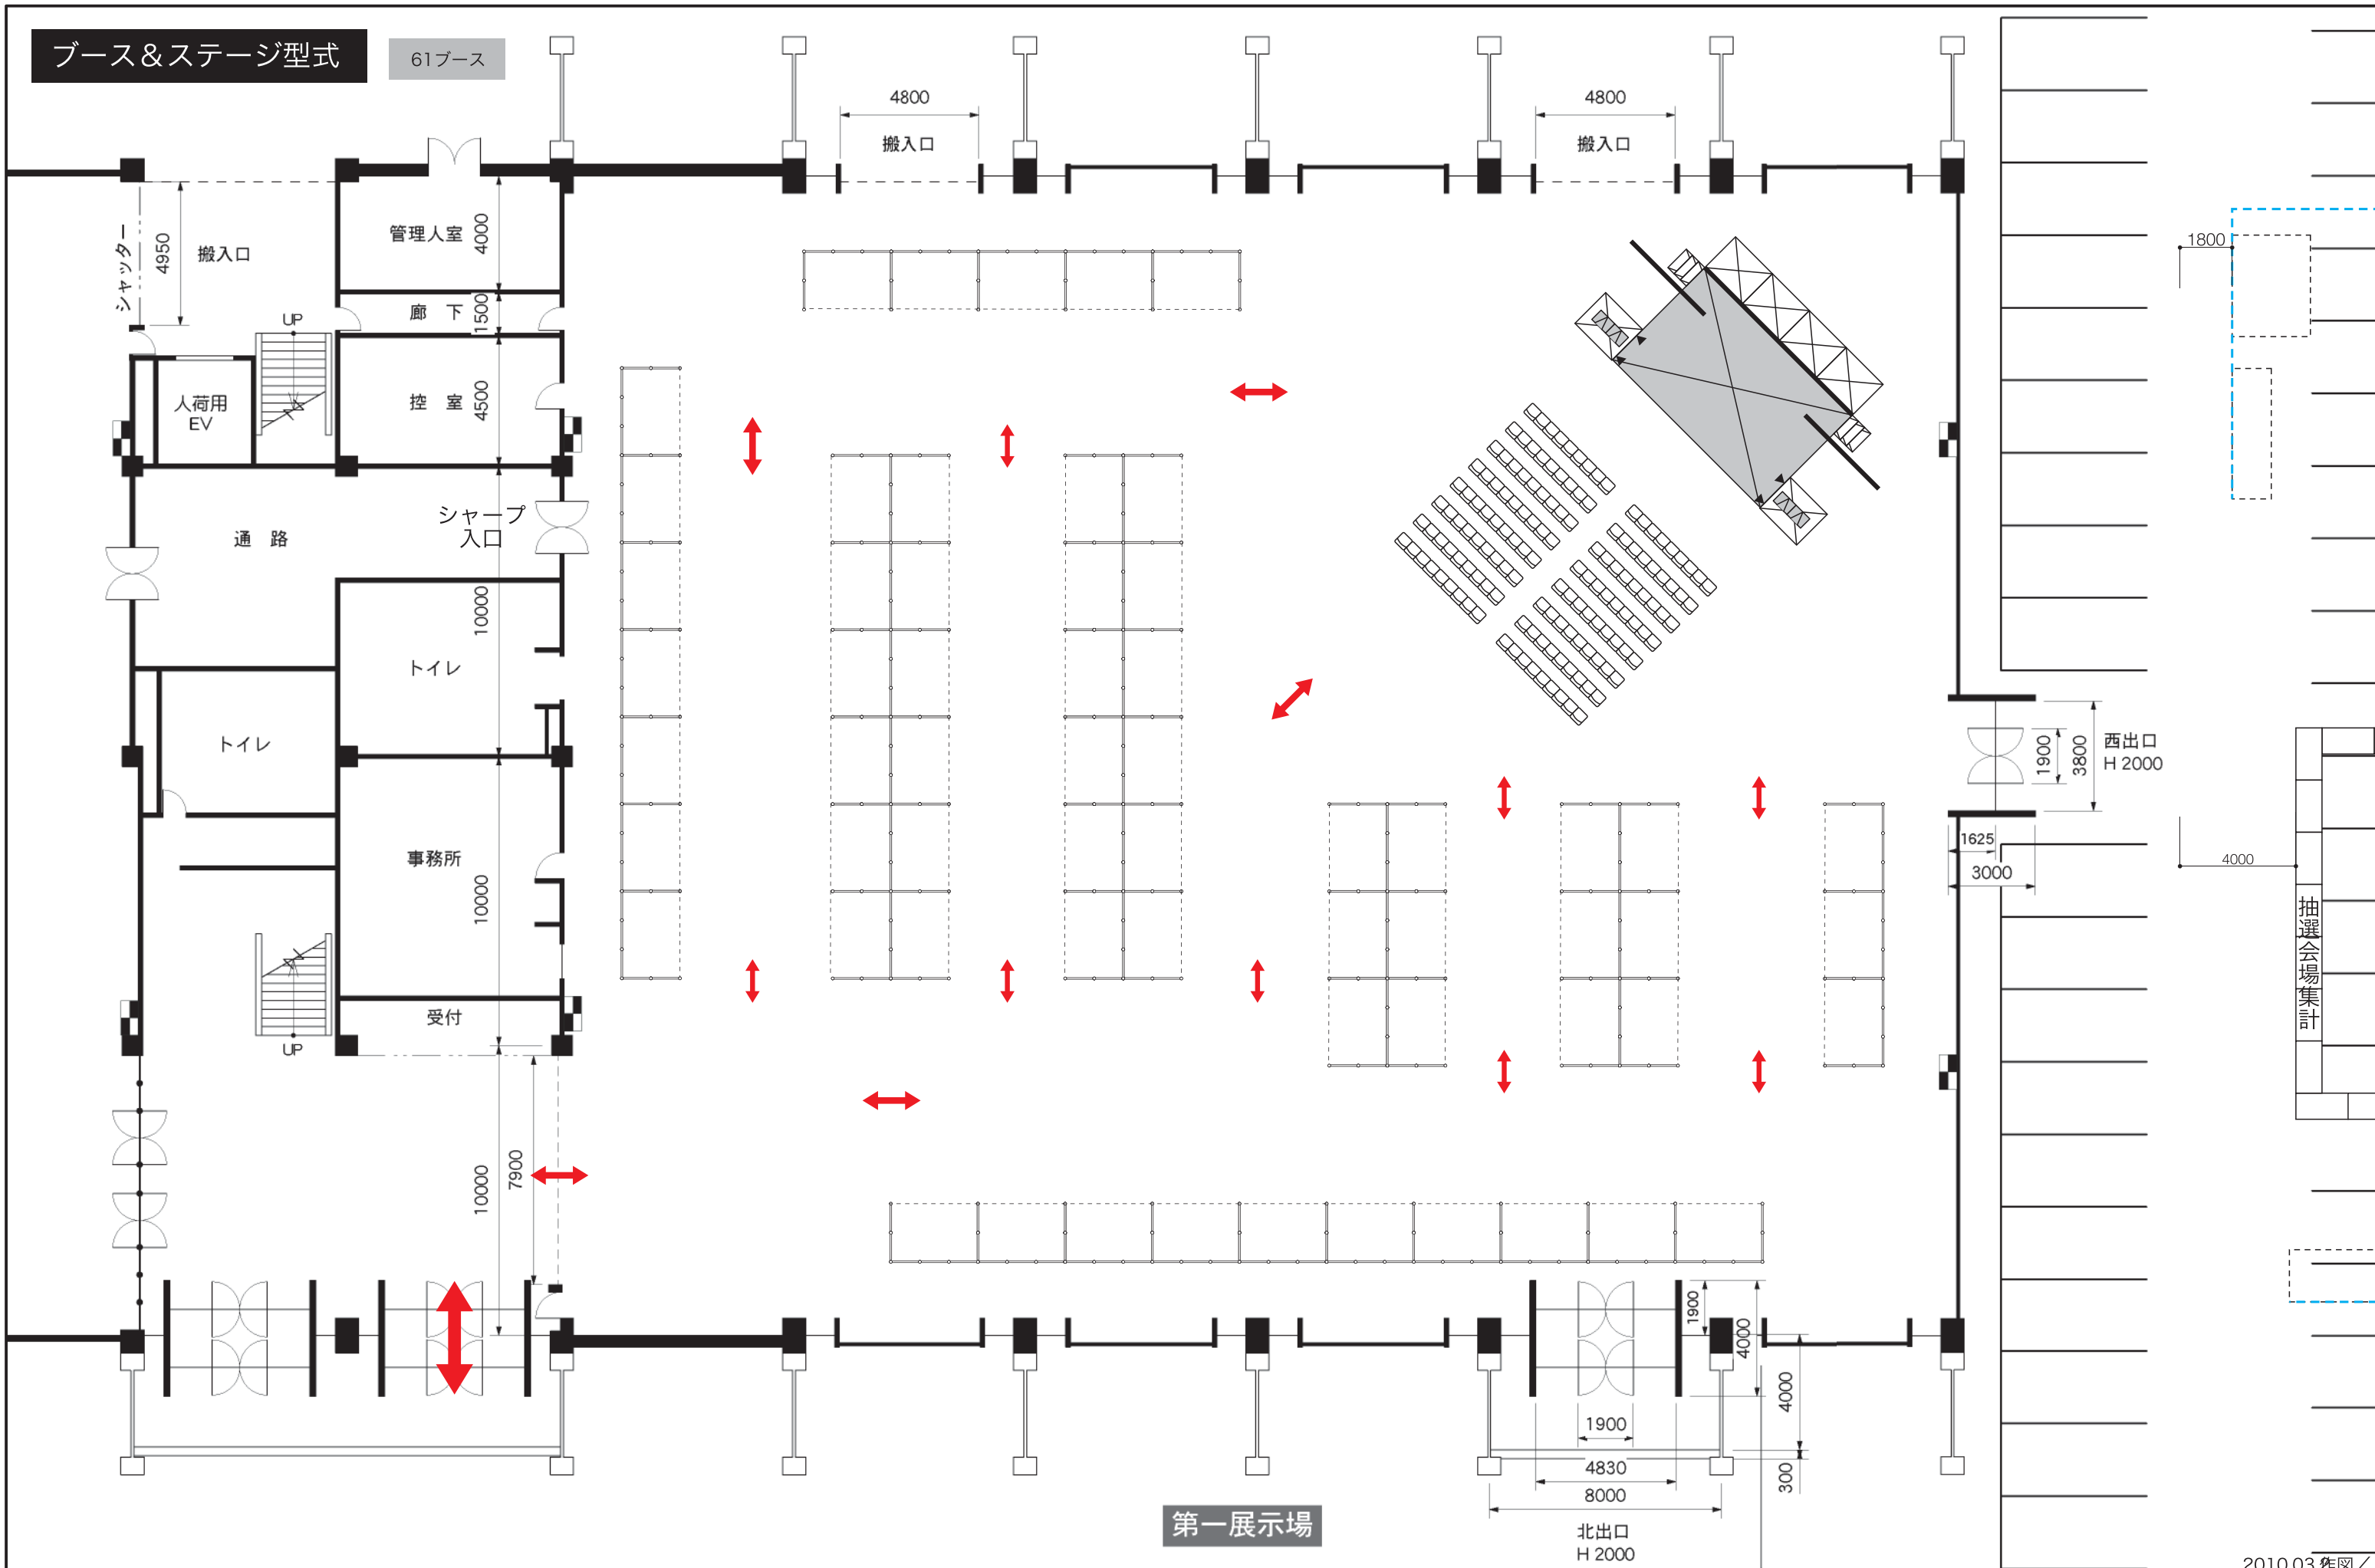 ブース＆ステージ型式
61ブース
4800
搬入口
4800
搬入口
シャッター
4950
搬入口
管理人室
4000
廊　下
1500
UP
人荷用
EV
控　室
4500
シャープ
入口
通　路
10000
トイレ
トイレ
事務所
10000
受付
UP
10000
7900
1800
1900
3800
西出口
H 2000
1625
3000
4000
抽選会場集計
1900
4000
4000
300
1900
4830
8000
北出口
H 2000
第一展示場